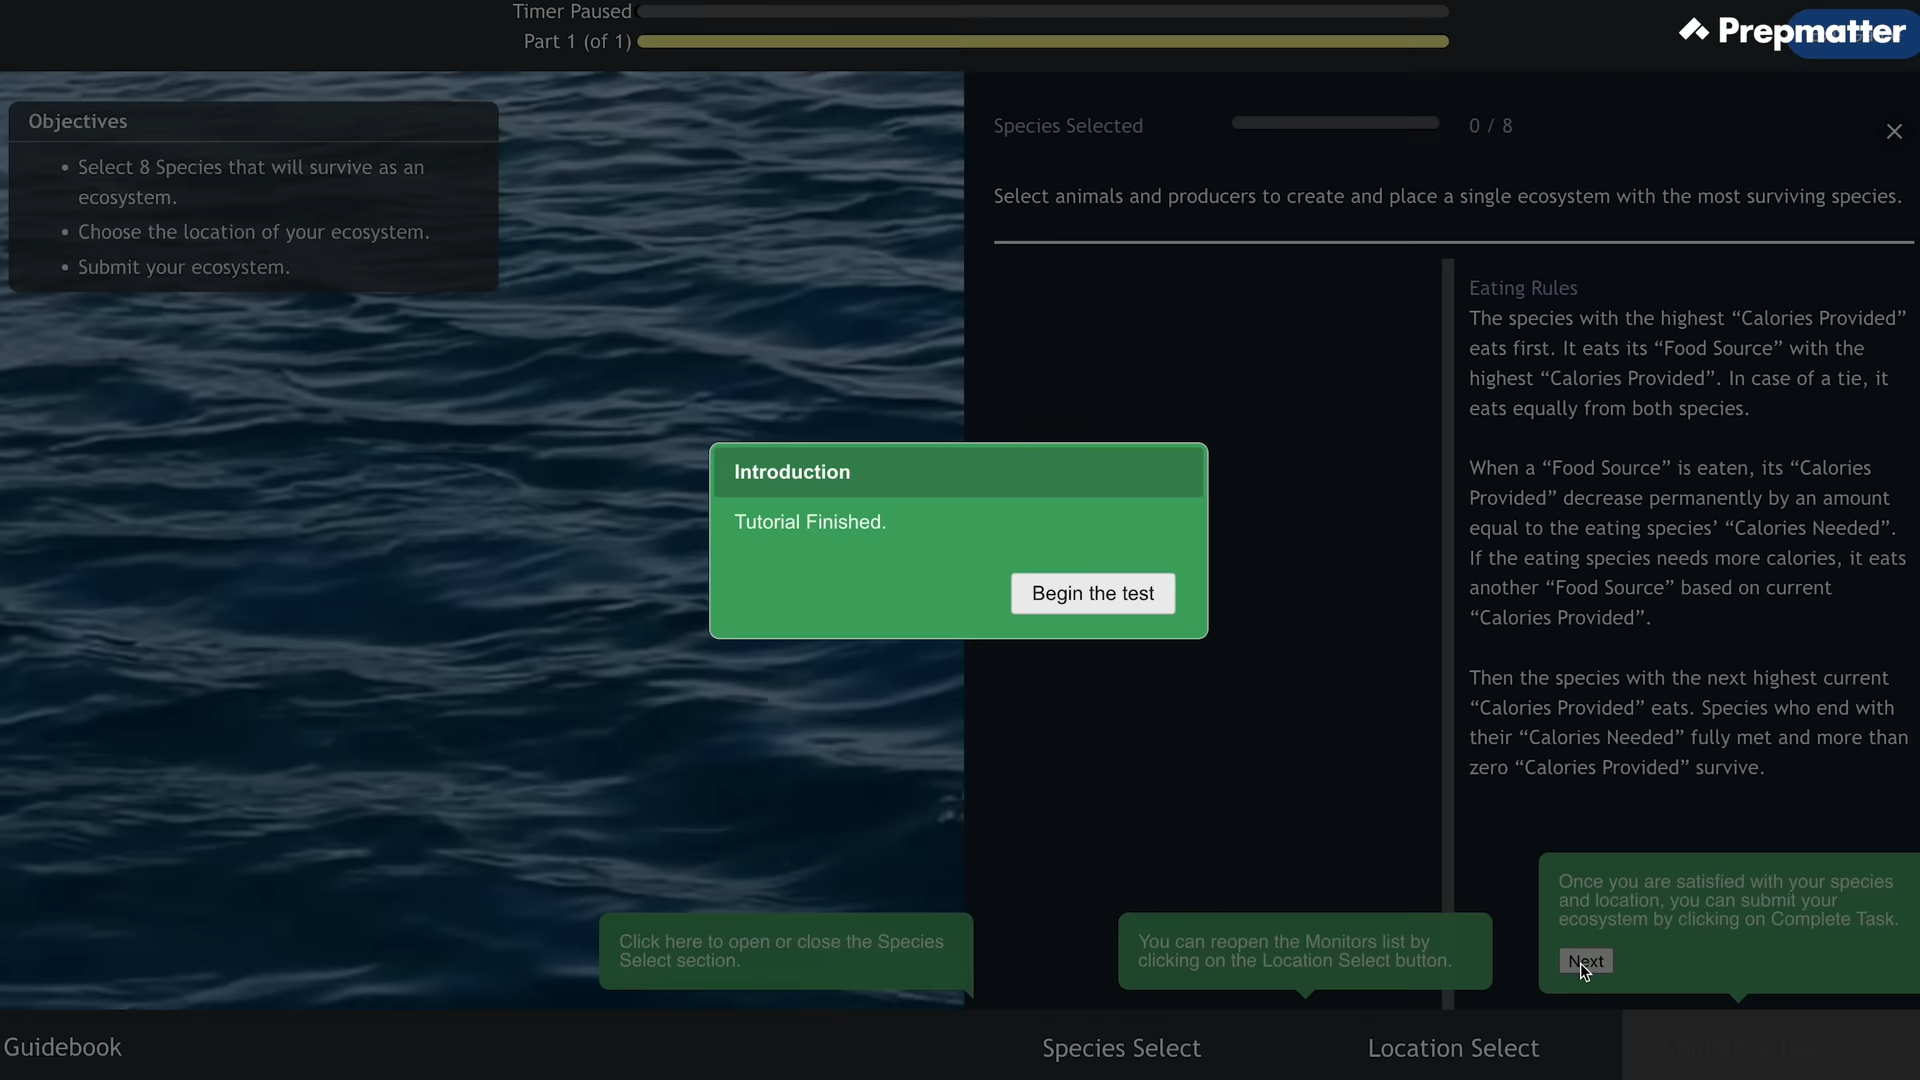 Timer Paused
Part 1 (of 1)
Prepmatter
Objectives
• Select 8 Species that will survive as an
ecosystem.
• Choose the location of your ecosystem.
• Submit your ecosystem.
Species Selected 0 / 8
Select animals and producers to create and place a single ecosystem with the most surviving species.
Eating Rules
The species with the highest “Calories Provided”
eats first. It eats its “Food Source” with the
highest “Calories Provided”. In case of a tie, it
eats equally from both species.
When a “Food Source” is eaten, its “Calories
Provided” decrease permanently by an amount
equal to the eating species’ “Calories Needed”.
If the eating species needs more calories, it eats
another “Food Source” based on current
“Calories Provided”.
Then the species with the next highest current
“Calories Provided” eats. Species who end with
their “Calories Needed” fully met and more than
zero “Calories Provided” survive.
Introduction
Tutorial Finished.
Begin the test
Click here to open or close the Species
Select section.
You can reopen the Monitors list by
clicking on the Location Select button.
Once you are satisfied with your species
and location, you can submit your
ecosystem by clicking on Complete Task.
Next
Guidebook
Species Select
Location Select